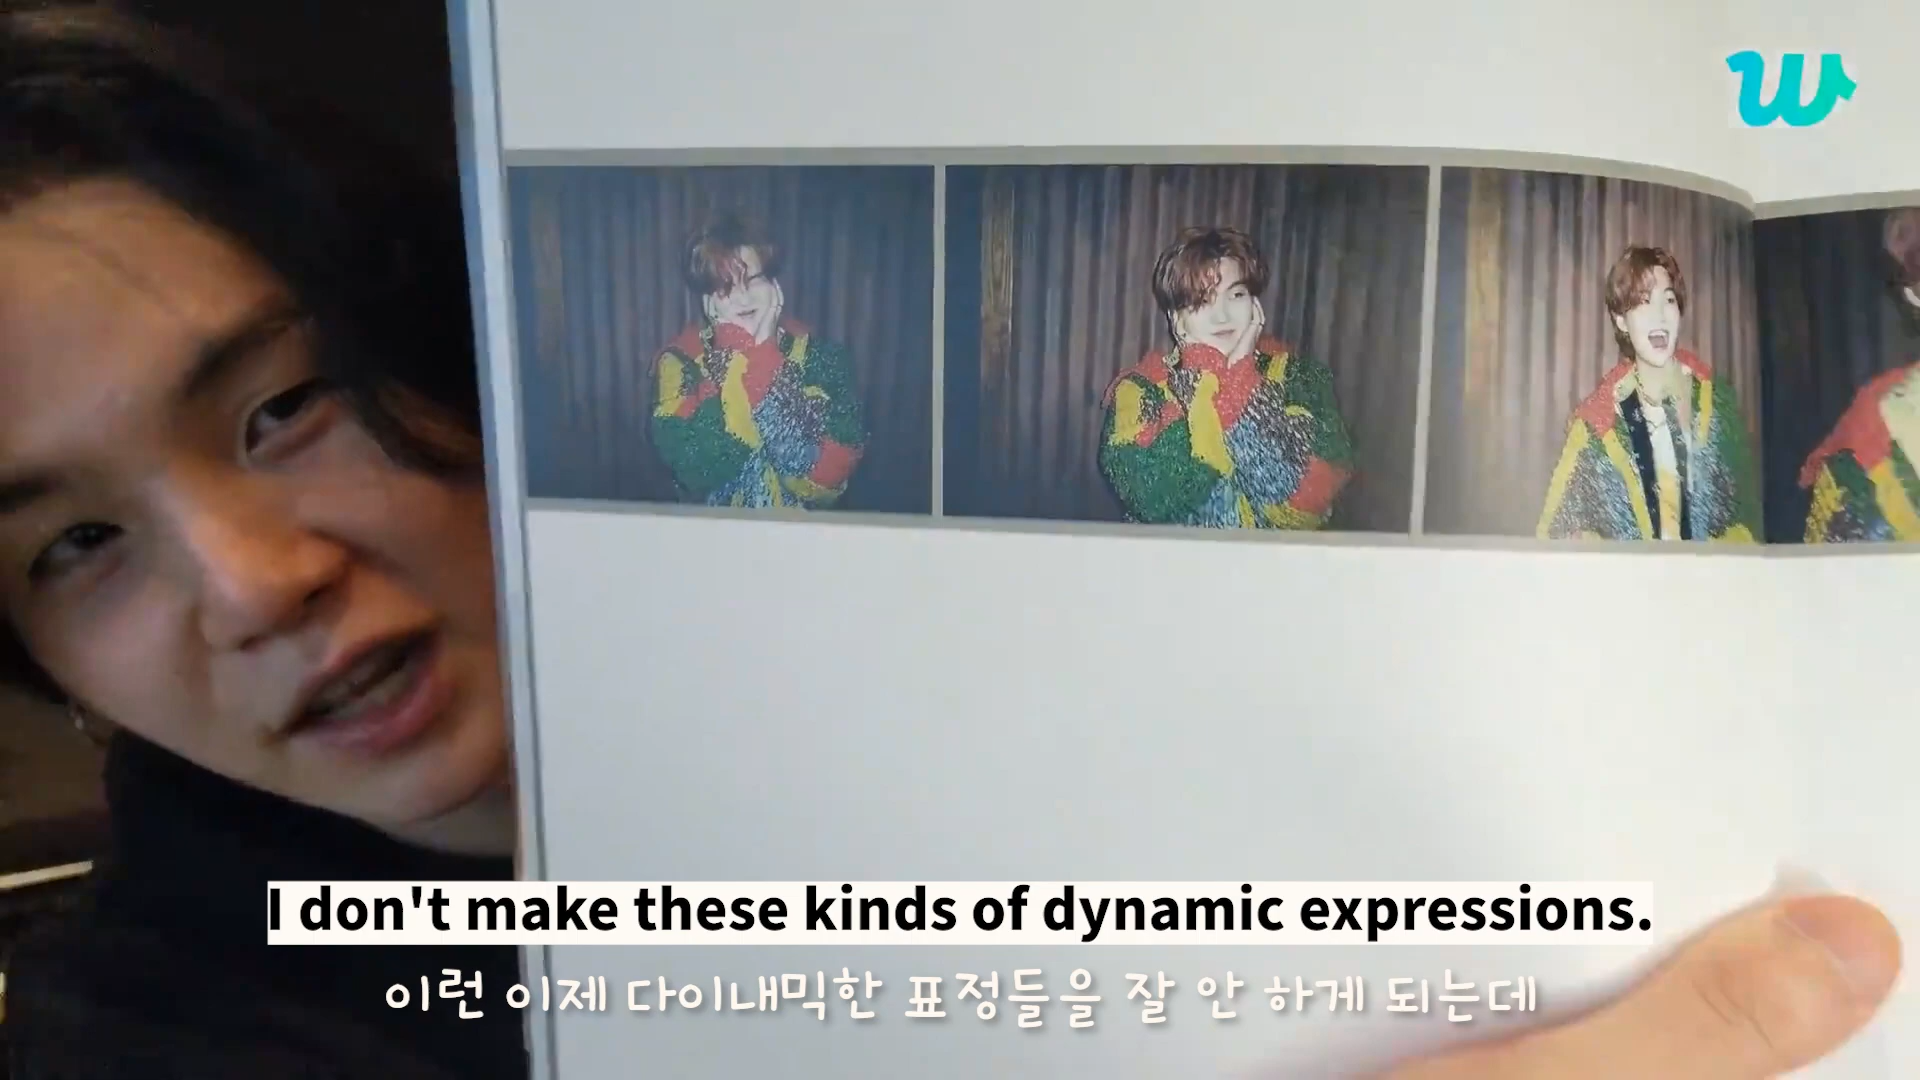 w
I don't make these kinds of dynamic expressions.
이런 이제 다이내믹한 표정들을 잘 안 하게 되는데